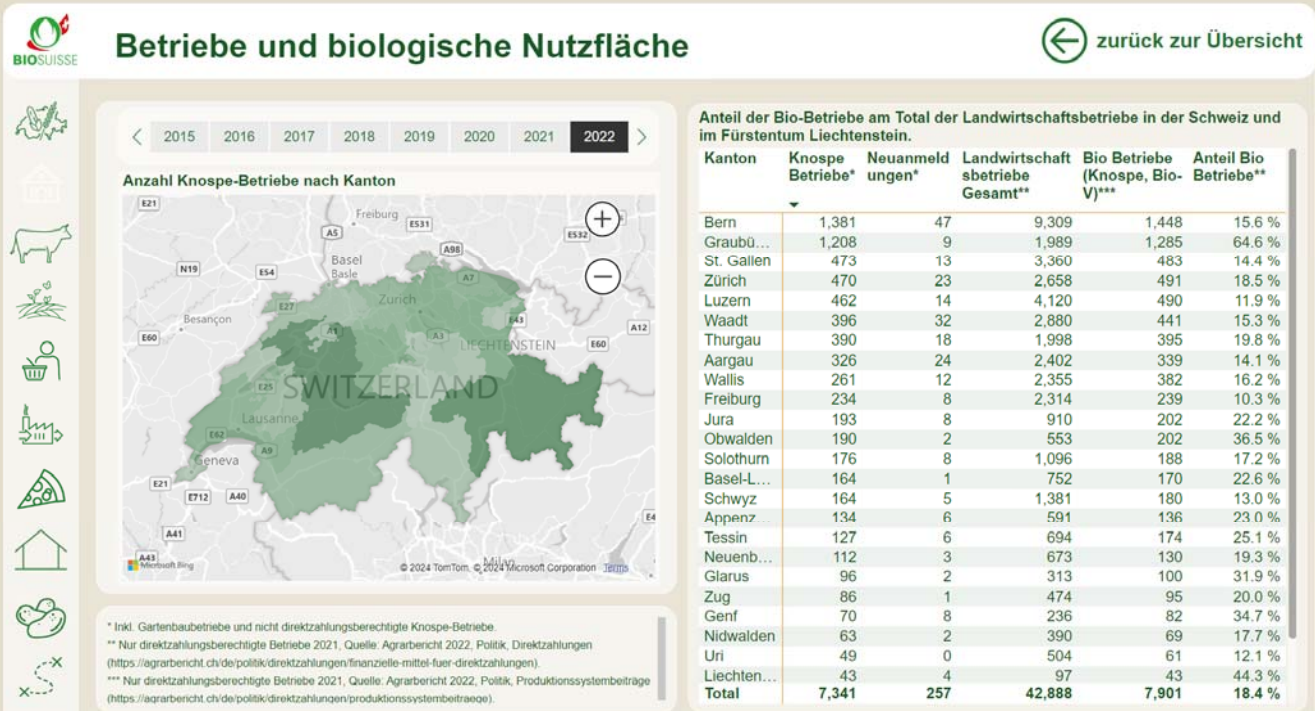 BIOSUISSE
Betriebe und biologische Nutzfläche
zurück zur Übersicht
2015 2016 2017 2018 2019 2020 2021 2022
Anzahl Knospe-Betriebe nach Kanton
E21
Freiburg
E531
A5
E532
A98
Basel
Basle
N19
E54
A7
Zurich
E27
Besançon
E43
A12
E60
A1
A3
LIECHTENSTEIN
E60
E25
SWITZERLAND
Lausanne
E62
A9
Geneva
E21
E712
A40
E4
A41
A43
Milan
Microsoft Bing
© 2024 TomTom, © 2024 Microsoft Corporation Terms
* Inkl. Gartenbaubetriebe und nicht direktzahlungsberechtigte Knospe-Betriebe.
** Nur direktzahlungsberechtigte Betriebe 2021, Quelle: Agrarbericht 2022, Politik, Direktzahlungen
(https://agrarbericht.ch/de/politik/direktzahlungen/finanzielle-mittel-fuer-direktzahlungen).
*** Nur direktzahlungsberechtigte Betriebe 2021, Quelle: Agrarbericht 2022, Politik, Produktionssystembeiträge
(https://agrarbericht.ch/de/politik/direktzahlungen/produktionssystembeitraege).
Anteil der Bio-Betriebe am Total der Landwirtschaftsbetriebe in der Schweiz und
im Fürstentum Liechtenstein.
Kanton Knospe Neuanmeld Landwirtschaft Bio Betriebe Anteil Bio
Betriebe* ungen* sbetriebe (Knospe, Bio- Betriebe**
Gesamt** V)***
Bern 1,381 47 9,309 1,448 15.6 %
Graubü... 1,208 9 1,989 1,285 64.6 %
St. Gallen 473 13 3,360 483 14.4 %
Zürich 470 23 2,658 491 18.5 %
Luzern 462 14 4,120 490 11.9 %
Waadt 396 32 2,880 441 15.3 %
Thurgau 390 18 1,998 395 19.8 %
Aargau 326 24 2,402 339 14.1 %
Wallis 261 12 2,355 382 16.2 %
Freiburg 234 8 2,314 239 10.3 %
Jura 193 8 910 202 22.2 %
Obwalden 190 2 553 202 36.5 %
Solothurn 176 8 1,096 188 17.2 %
Basel-L... 164 1 752 170 22.6 %
Schwyz 164 5 1,381 180 13.0 %
Appenz... 134 6 591 136 23.0 %
Tessin 127 6 694 174 25.1 %
Neuenb... 112 3 673 130 19.3 %
Glarus 96 2 313 100 31.9 %
Zug 86 1 474 95 20.0 %
Genf 70 8 236 82 34.7 %
Nidwalden 63 2 390 69 17.7 %
Uri 49 0 504 61 12.1 %
Liechten... 43 4 97 43 44.3 %
Total 7,341 257 42,888 7,901 18.4 %